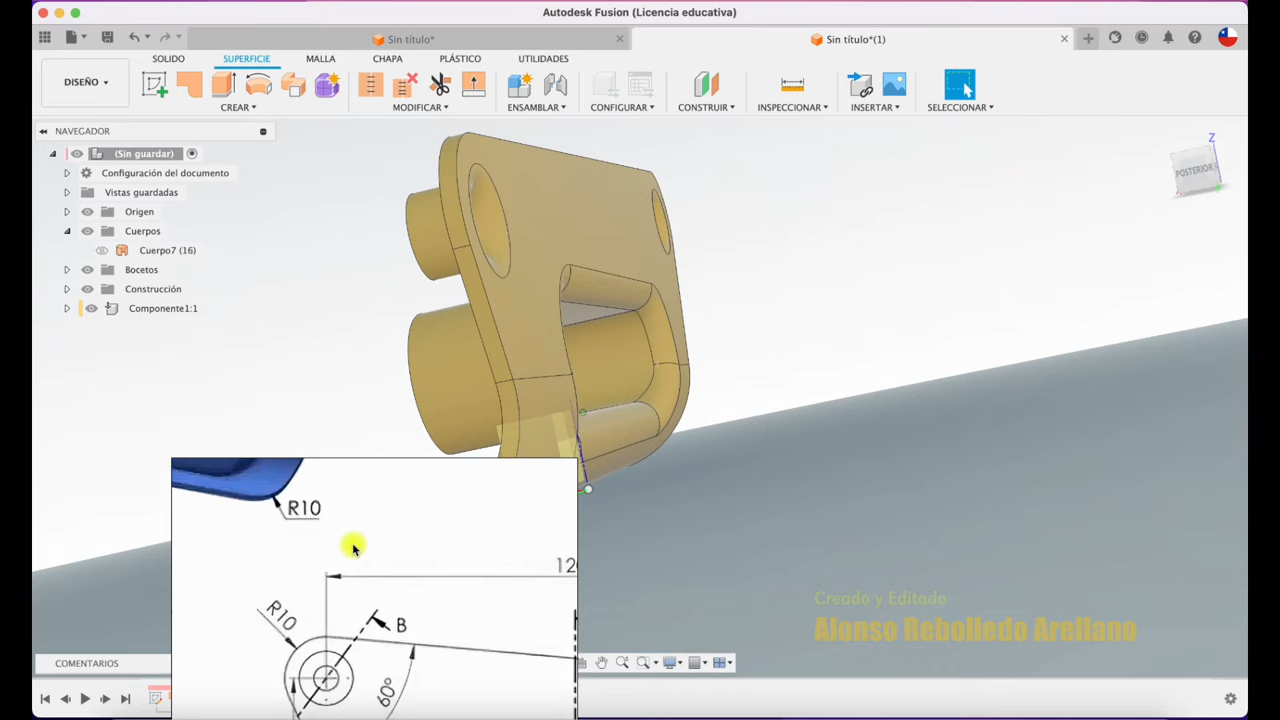 Autodesk Fusion (Licencia educativa)
Sin título*
Sin título*(1)
SOLIDO
SUPERFICIE
MALLA
CHAPA
PLÁSTICO
UTILIDADES
DISEÑO
CREAR
MODIFICAR
ENSAMBLAR
CONFIGURAR
CONSTRUIR
INSPECCIONAR
INSERTAR
SELECCIONAR
NAVEGADOR
(Sin guardar)
Configuración del documento
Vistas guardadas
Origen
Cuerpos
Cuerpo7 (16)
Bocetos
Construcción
Componente1:1
Z
POSTERIOR
R10
R10
B
60°
Creado y Editado
Alonso Rebolledo Arellano
COMENTARIOS